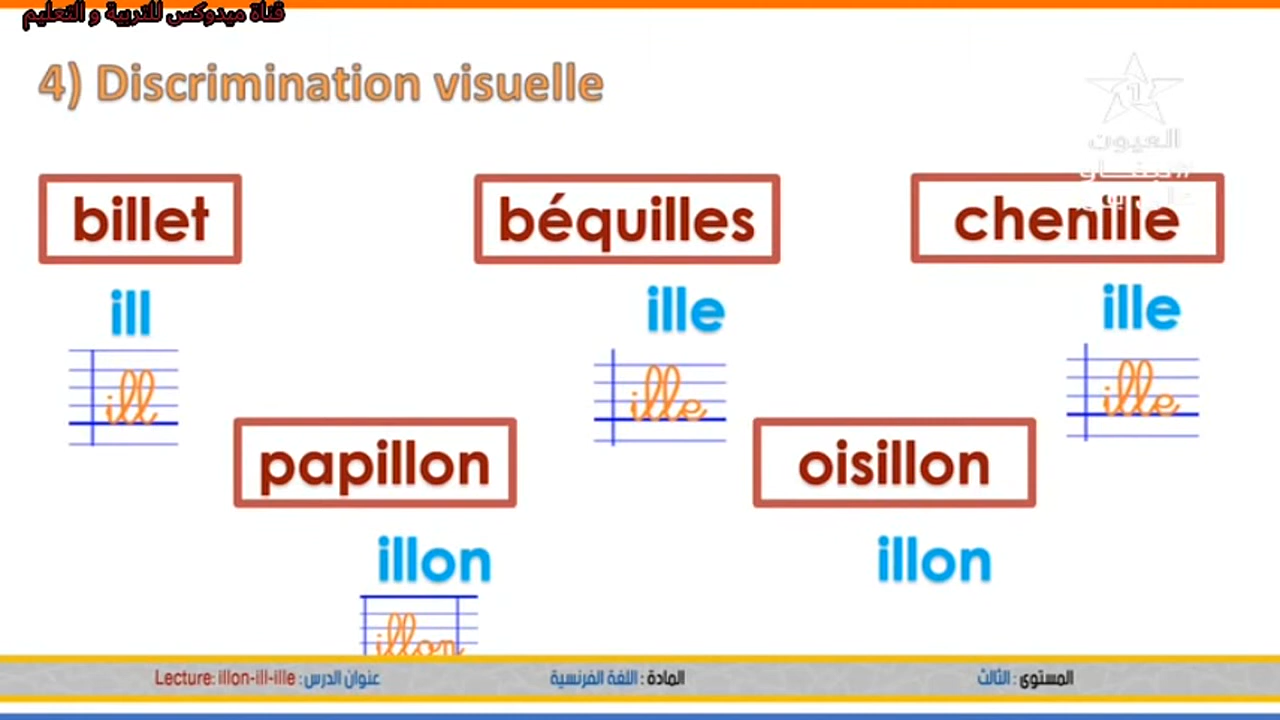 قناة ميدوكس للتربية و التعليم
4) Discrimination visuelle
العيون
billet
béquilles
chenille
ill
ille
ille
ill
ille
ille
papillon
oisillon
illon
illon
illon
المستوى : الثالث
المادة : اللغة الفرنسية
عنوان الدرس : Lecture: illon-ill-ille